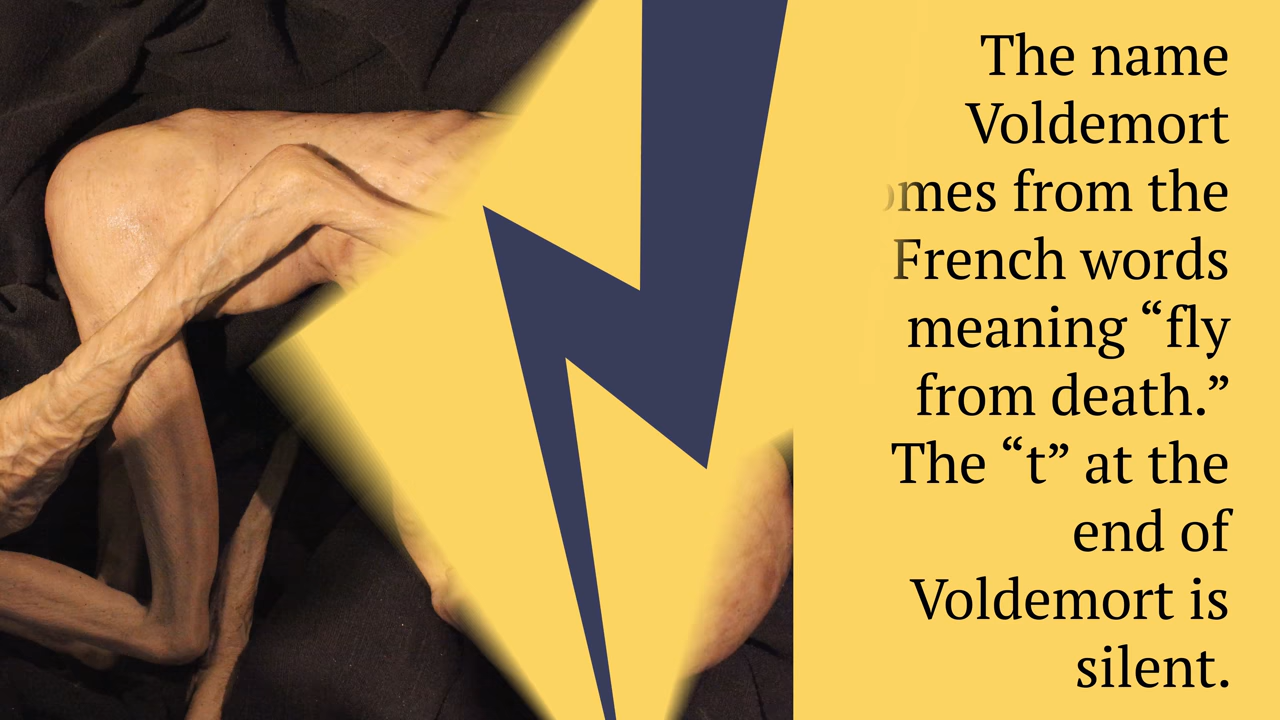 The name
Voldemort
omes from the
French words
meaning “fly
from death.”
The “t” at the
end of
Voldemort is
silent.